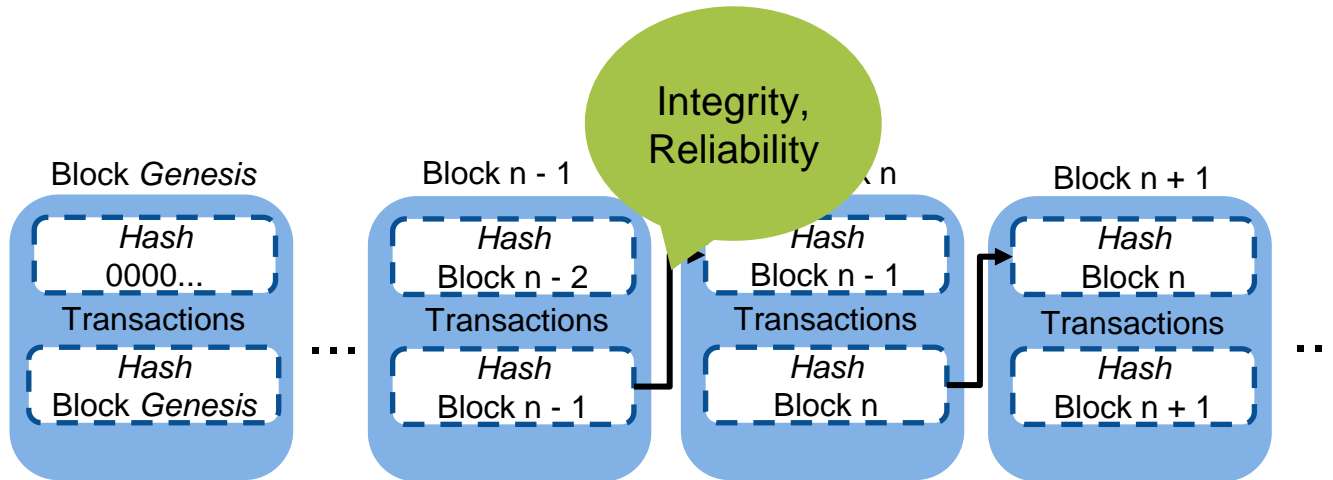 Integrity,
Reliability
Block Genesis
Hash
0000...
Transactions
Hash
Block Genesis
...
Block n - 1
Hash
Block n - 2
Transactions
Hash
Block n - 1
n
Hash
Block n - 1
Transactions
Hash
Block n
Block n + 1
Hash
Block n
Transactions
Hash
Block n + 1
..